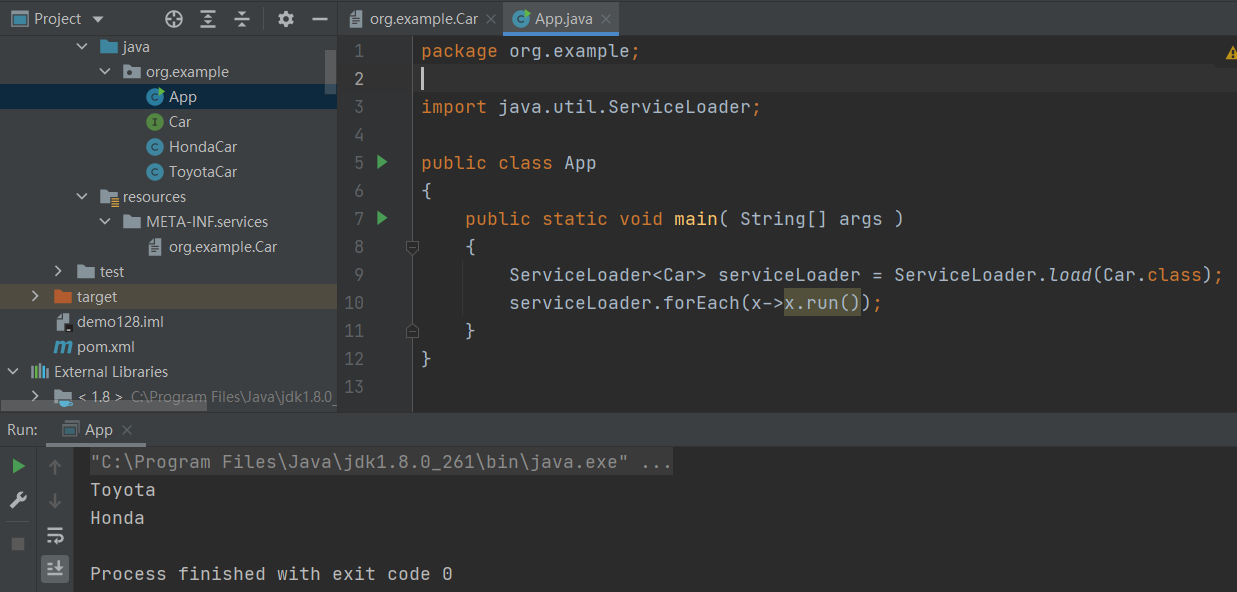 Project
org.example.Car
App.java
java
org.example
App
Car
HondaCar
ToyotaCar
resources
META-INF.services
org.example.Car
test
target
demo128.iml
pom.xml
External Libraries
< 1.8 > C:\Program Files\Java\jdk1.8.0_
1 package org.example;
2
3 import java.util.ServiceLoader;
4
5 public class App
6 {
7 public static void main( String[] args )
8 {
9 ServiceLoader<Car> serviceLoader = ServiceLoader.load(Car.class);
10 serviceLoader.forEach(x->x.run());
11 }
12 }
13
Run: App
"C:\Program Files\Java\jdk1.8.0_261\bin\java.exe" ...
Toyota
Honda
Process finished with exit code 0